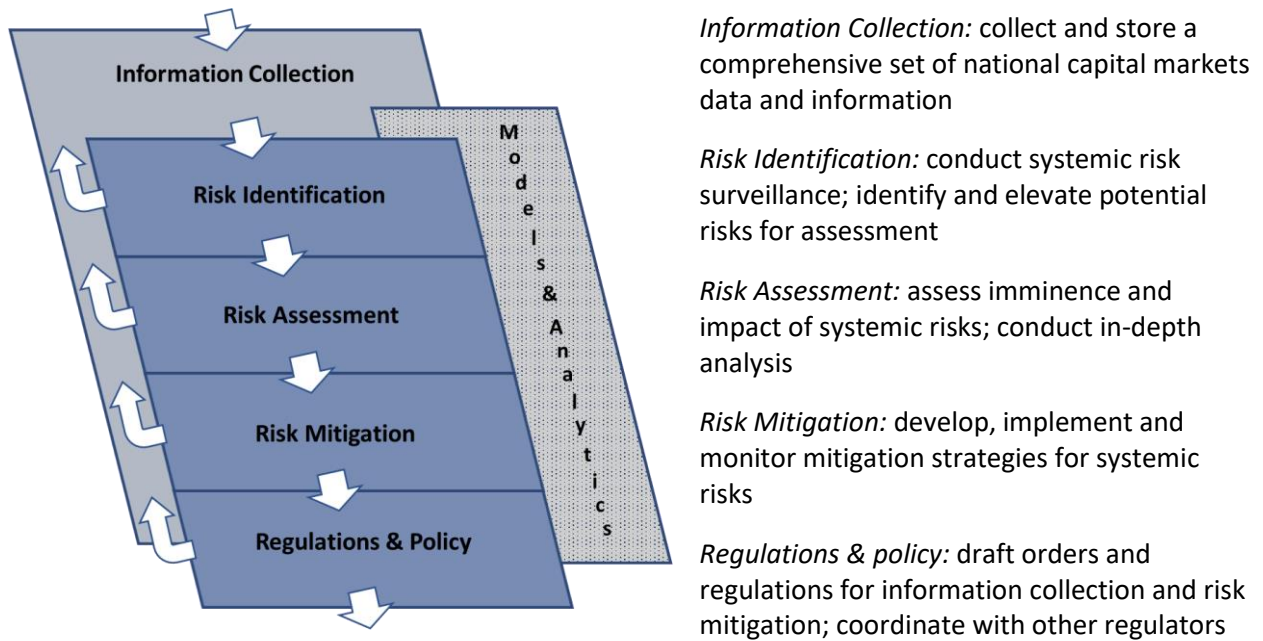 Information Collection
Models & Analytics
Risk Identification
Risk Assessment
Risk Mitigation
Regulations & Policy
Information Collection: collect and store a
comprehensive set of national capital markets
data and information
Risk Identification: conduct systemic risk
surveillance; identify and elevate potential
risks for assessment
Risk Assessment: assess imminence and
impact of systemic risks; conduct in-depth
analysis
Risk Mitigation: develop, implement and
monitor mitigation strategies for systemic
risks
Regulations & policy: draft orders and
regulations for information collection and risk
mitigation; coordinate with other regulators